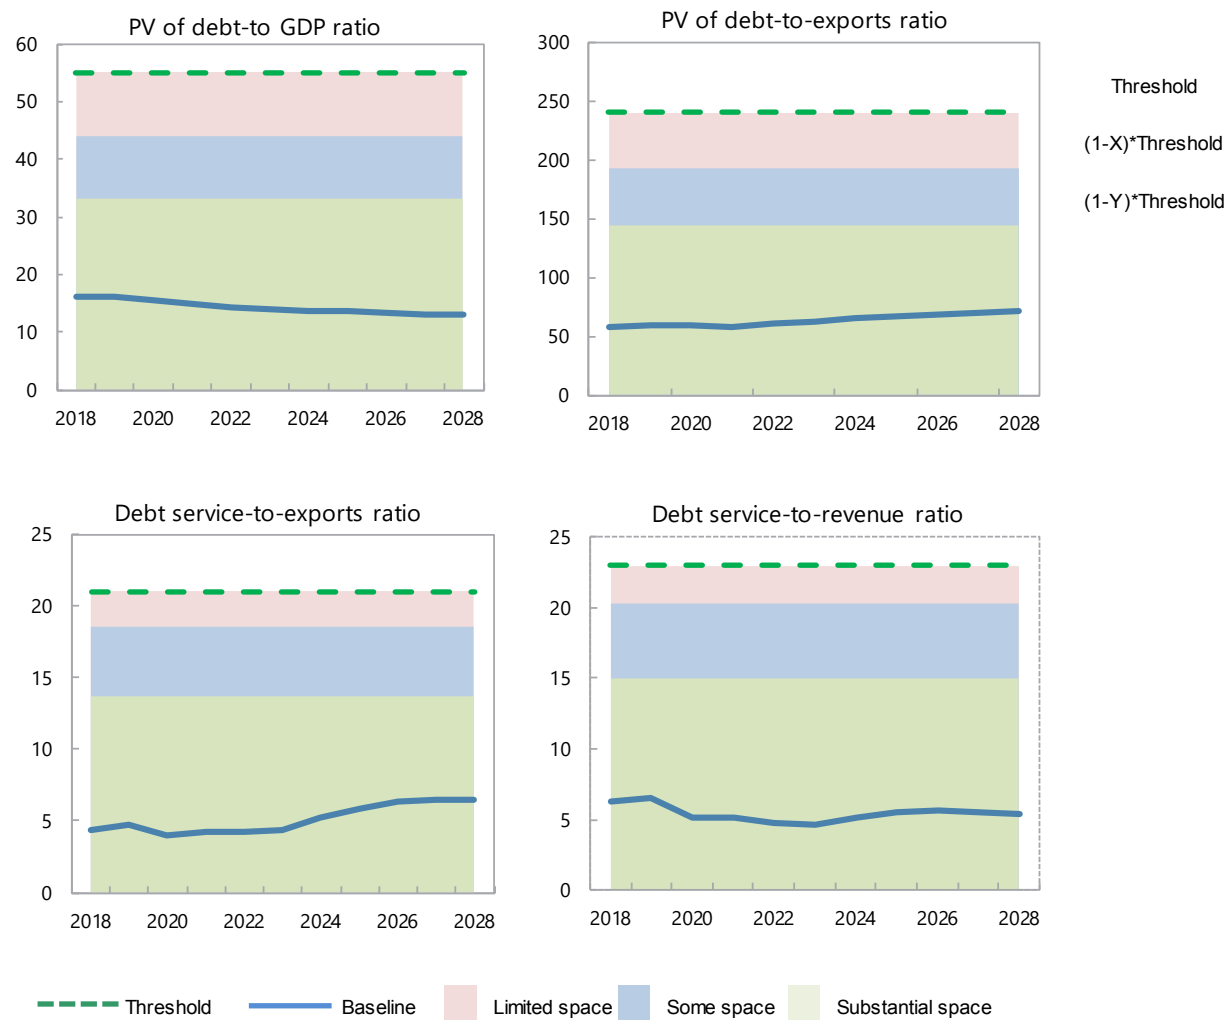 PV of debt-to GDP ratio
60
50
40
30
20
10
0
2018 2020 2022 2024 2026 2028
PV of debt-to-exports ratio
300
250
200
150
100
50
0
2018 2020 2022 2024 2026 2028
Threshold
(1-X)*Threshold
(1-Y)*Threshold
Debt service-to-exports ratio
25
20
15
10
5
0
2018 2020 2022 2024 2026 2028
Debt service-to-revenue ratio
25
20
15
10
5
0
2018 2020 2022 2024 2026 2028
Threshold Baseline Limited space Some space Substantial space